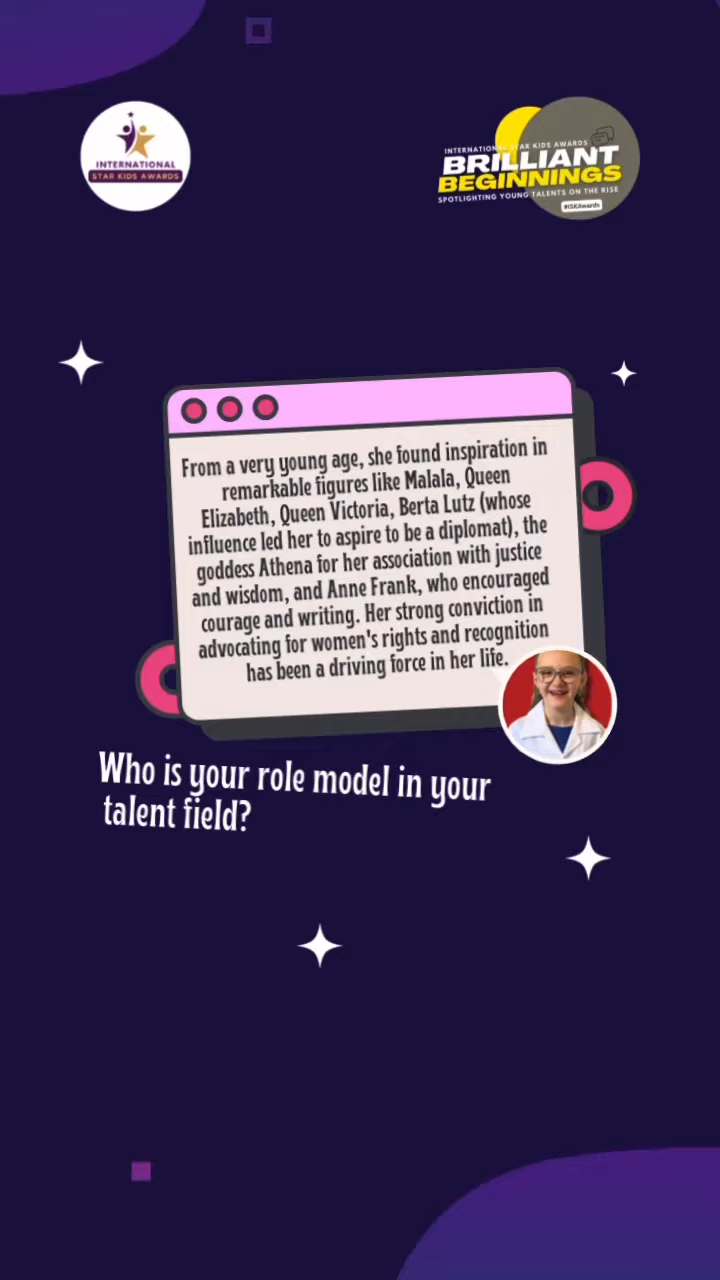 INTERNATIONAL
STAR KIDS AWARDS
INTERNATIONAL STAR KIDS AWARDS
BRILLIANT
BEGINNINGS
SPOTLIGHTING YOUNG TALENTS ON THE RISE
#ISKAwards
From a very young age, she found inspiration in
remarkable figures like Malala, Queen
Elizabeth, Queen Victoria, Berta Lutz (whose
influence led her to aspire to be a diplomat), the
goddess Athena for her association with justice
and wisdom, and Anne Frank, who encouraged
courage and writing. Her strong conviction in
advocating for women's rights and recognition
has been a driving force in her life.
Who is your role model in your
talent field?